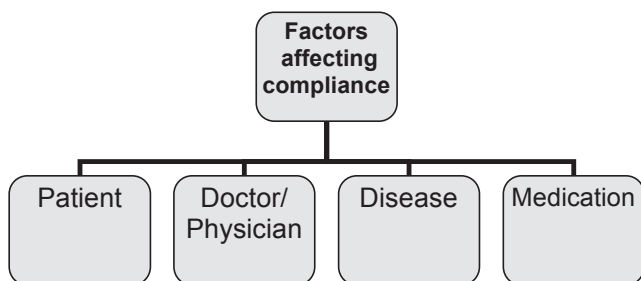 Factors
affecting
compliance
Patient
Doctor/
Physician
Disease
Medication